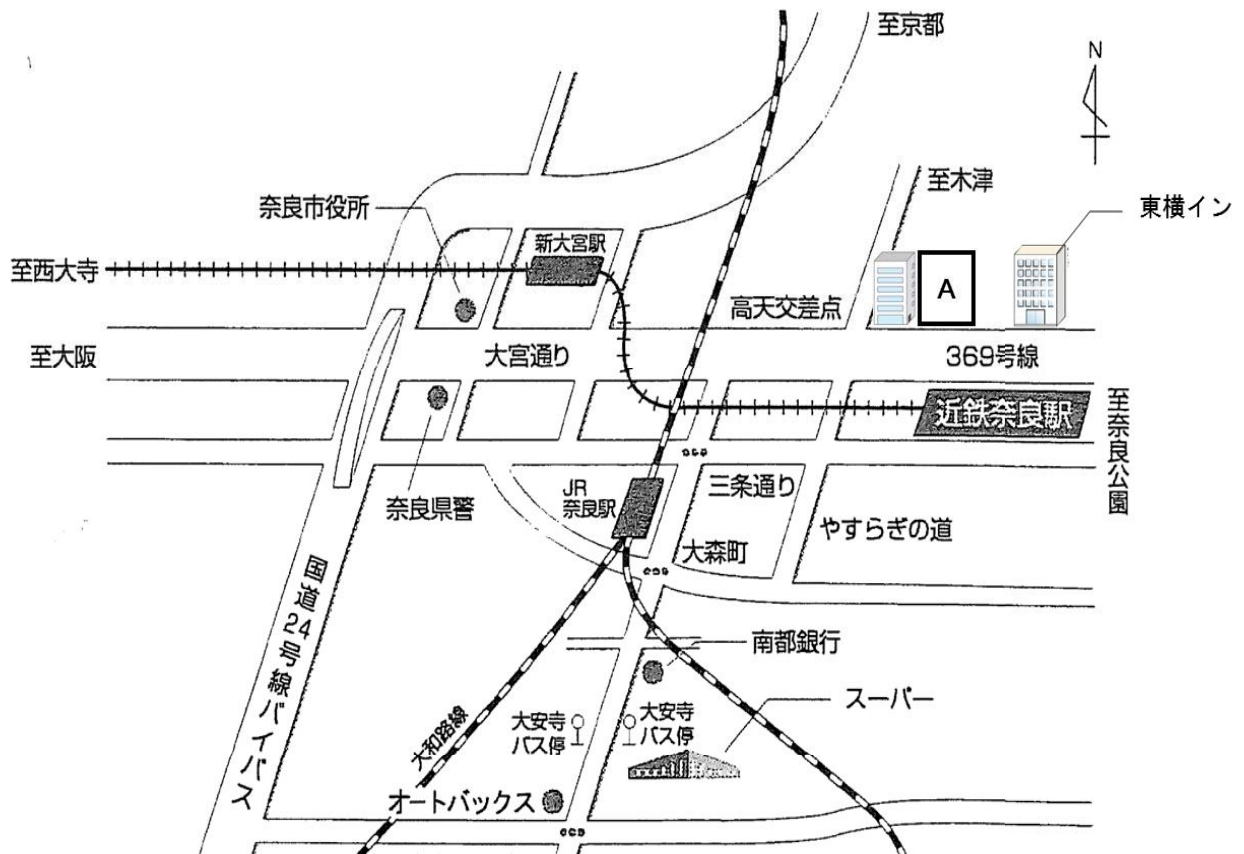 至京都
N
至木津
東横イン
奈良市役所
新大宮駅
至西大寺
A
高天交差点
至大阪
大宮通り
369号線
近鉄奈良駅
至奈良公園
奈良県警
JR
奈良駅
三条通り
大森町
やすらぎの道
国道24号線バイパス
南都銀行
スーパー
大安寺
バス停
大安寺
バス停
大和路線
オートバックス